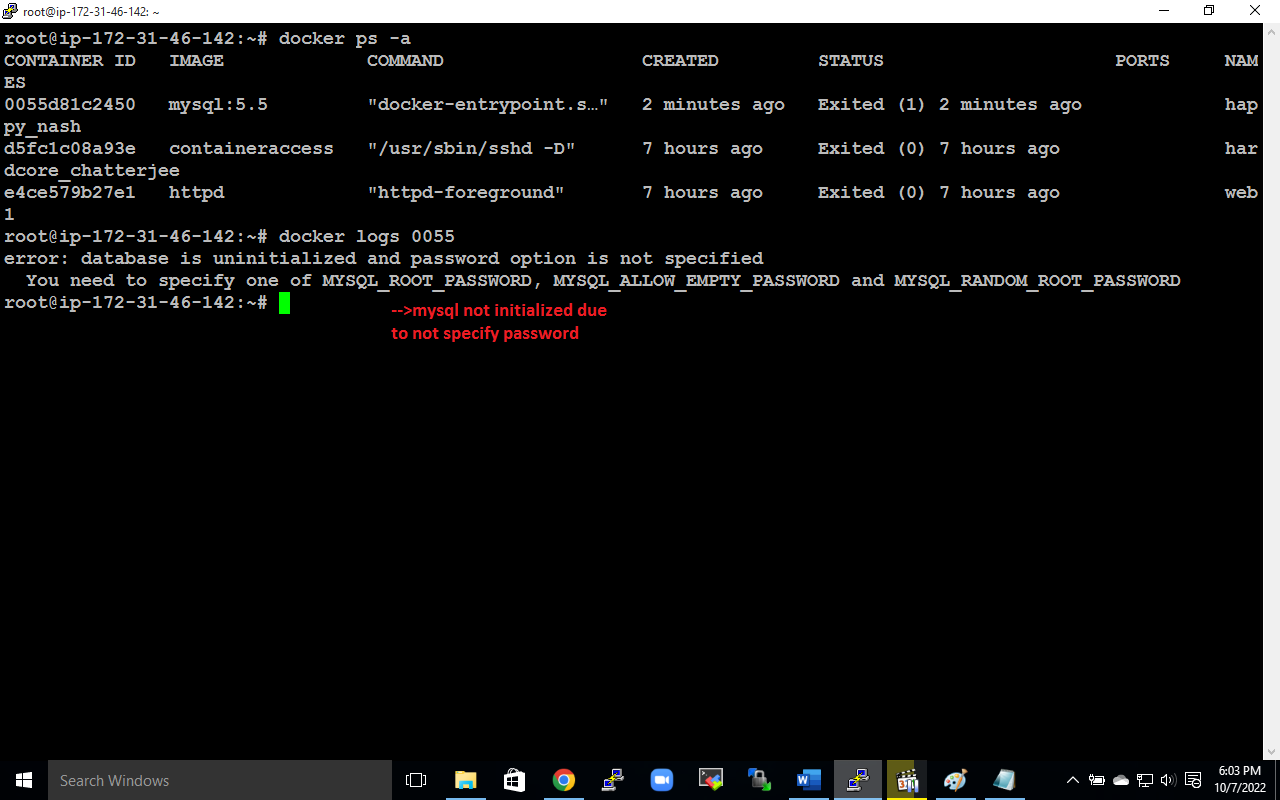 root@ip-172-31-46-142: ~
root@ip-172-31-46-142:~# docker ps -a
CONTAINER ID   IMAGE             COMMAND                  CREATED         STATUS                     PORTS     NAM
ES
0055d81c2450   mysql:5.5         "docker-entrypoint.s…"   2 minutes ago   Exited (1) 2 minutes ago             hap
py_nash
d5fc1c08a93e   containeraccess   "/usr/sbin/sshd -D"      7 hours ago     Exited (0) 7 hours ago               har
dcore_chatterjee
e4ce579b27e1   httpd             "httpd-foreground"       7 hours ago     Exited (0) 7 hours ago               web
1
root@ip-172-31-46-142:~# docker logs 0055
error: database is uninitialized and password option is not specified
  You need to specify one of MYSQL_ROOT_PASSWORD, MYSQL_ALLOW_EMPTY_PASSWORD and MYSQL_RANDOM_ROOT_PASSWORD
root@ip-172-31-46-142:~#
-->mysql not initialized due
to not specify password
Search Windows
6:03 PM
10/7/2022